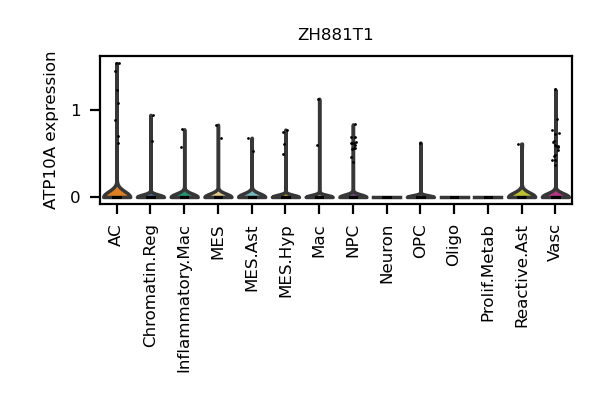 ZH881T1
ATP10A expression
1
0
AC
Chromatin.Reg
Inflammatory.Mac
MES
MES.Ast
MES.Hyp
Mac
NPC
Neuron
OPC
Oligo
Prolif.Metab
Reactive.Ast
Vasc